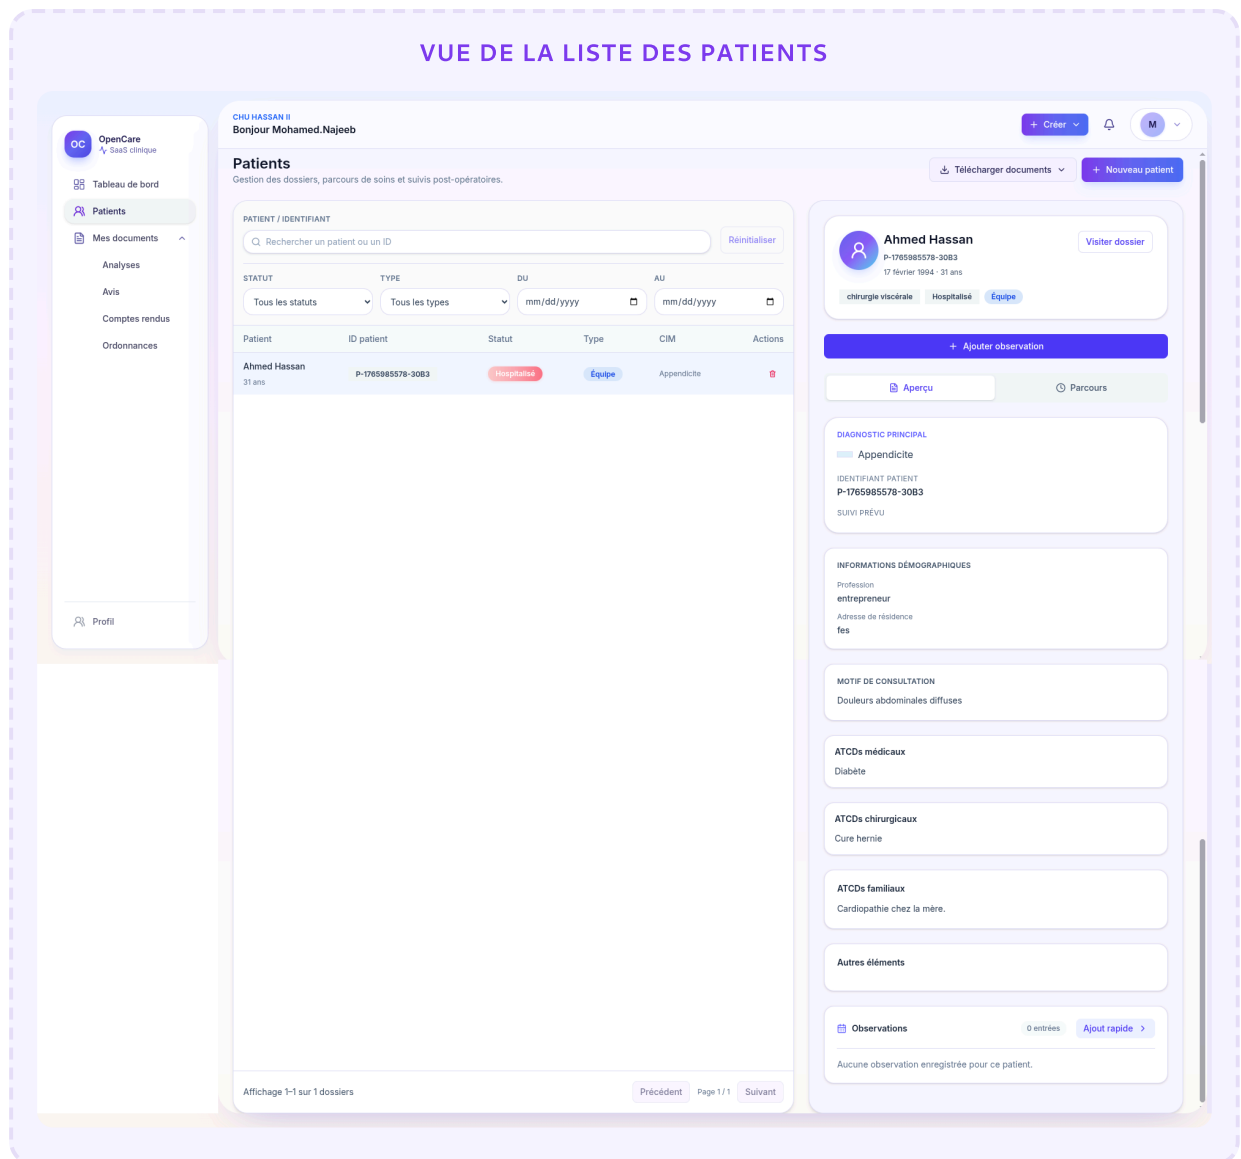 VUE DE LA LISTE DES PATIENTS
OC
OpenCare
SaaS clinique
Tableau de bord
Patients
Mes documents
Analyses
Avis
Comptes rendus
Ordonnances
Profil
CHU HASSAN II
Bonjour Mohamed.Najeeb
+ Créer
M
Patients
Gestion des dossiers, parcours de soins et suivis post-opératoires.
Télécharger documents
+ Nouveau patient
PATIENT / IDENTIFIANT
Rechercher un patient ou un ID
Réinitialiser
STATUT TYPE DU AU
Tous les statuts Tous les types mm/dd/yyyy mm/dd/yyyy
Patient ID patient Statut Type CIM Actions
Ahmed Hassan
31 ans
P-1765985578-30B3 Hospitalisé Équipe Appendicite
Affichage 1–1 sur 1 dossiers
Précédent Page 1 / 1 Suivant
Ahmed Hassan
P-1765985578-30B3
17 février 1994 · 31 ans
Visiter dossier
chirurgie viscérale Hospitalisé Équipe
+ Ajouter observation
Aperçu Parcours
DIAGNOSTIC PRINCIPAL
Appendicite
IDENTIFIANT PATIENT
P-1765985578-30B3
SUIVI PRÉVU
INFORMATIONS DÉMOGRAPHIQUES
Profession
entrepreneur
Adresse de résidence
fes
MOTIF DE CONSULTATION
Douleurs abdominales diffuses
ATCDs médicaux
Diabète
ATCDs chirurgicaux
Cure hernie
ATCDs familiaux
Cardiopathie chez la mère.
Autres éléments
Observations 0 entrées Ajout rapide
Aucune observation enregistrée pour ce patient.